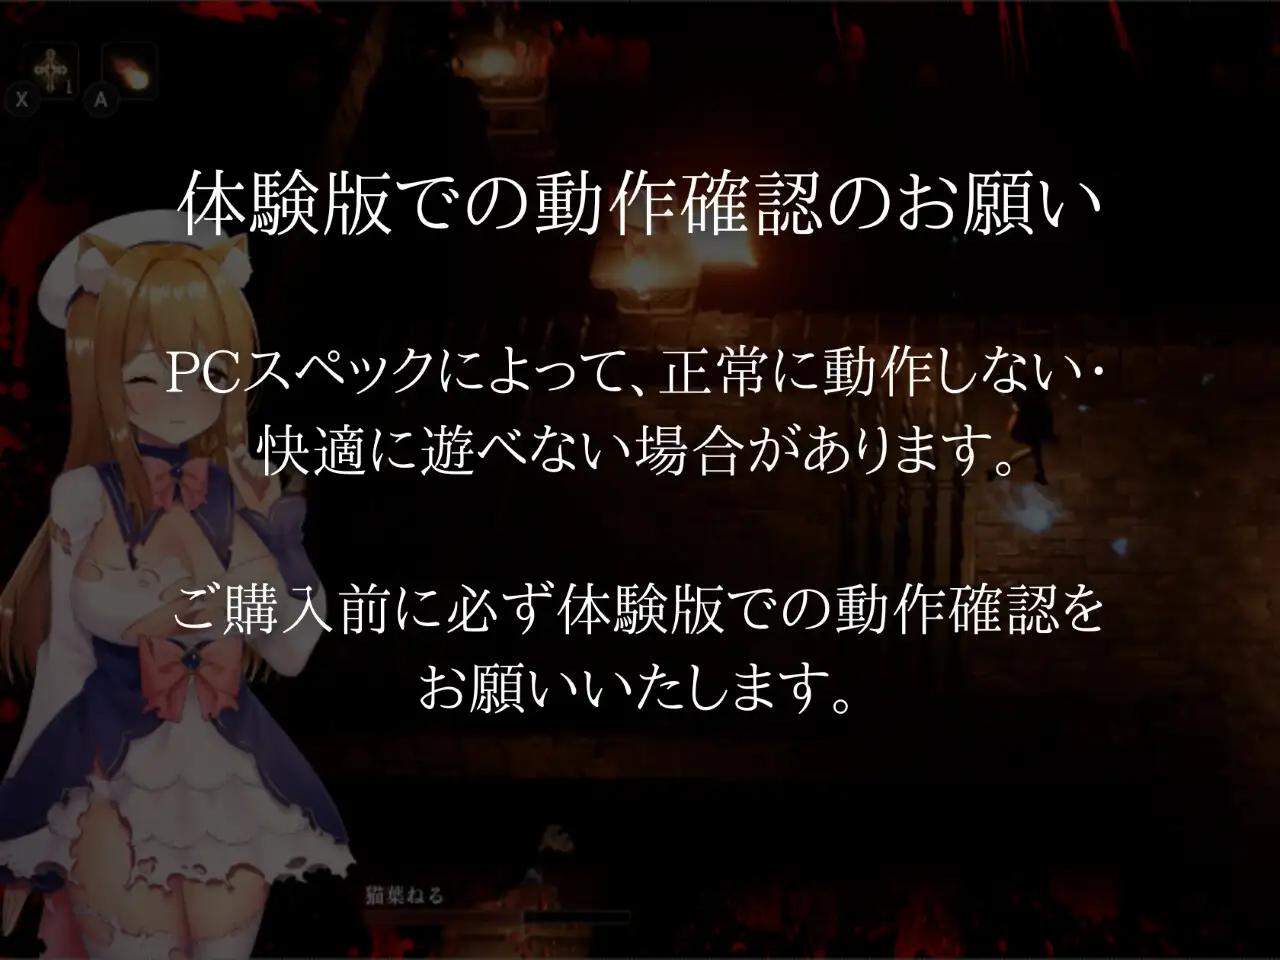 X
1
A
体験版での動作確認のお願い
PCスペックによって、正常に動作しない・
快適に遊べない場合があります。
ご購入前に必ず体験版での動作確認を
お願いいたします。
猫葉ねる